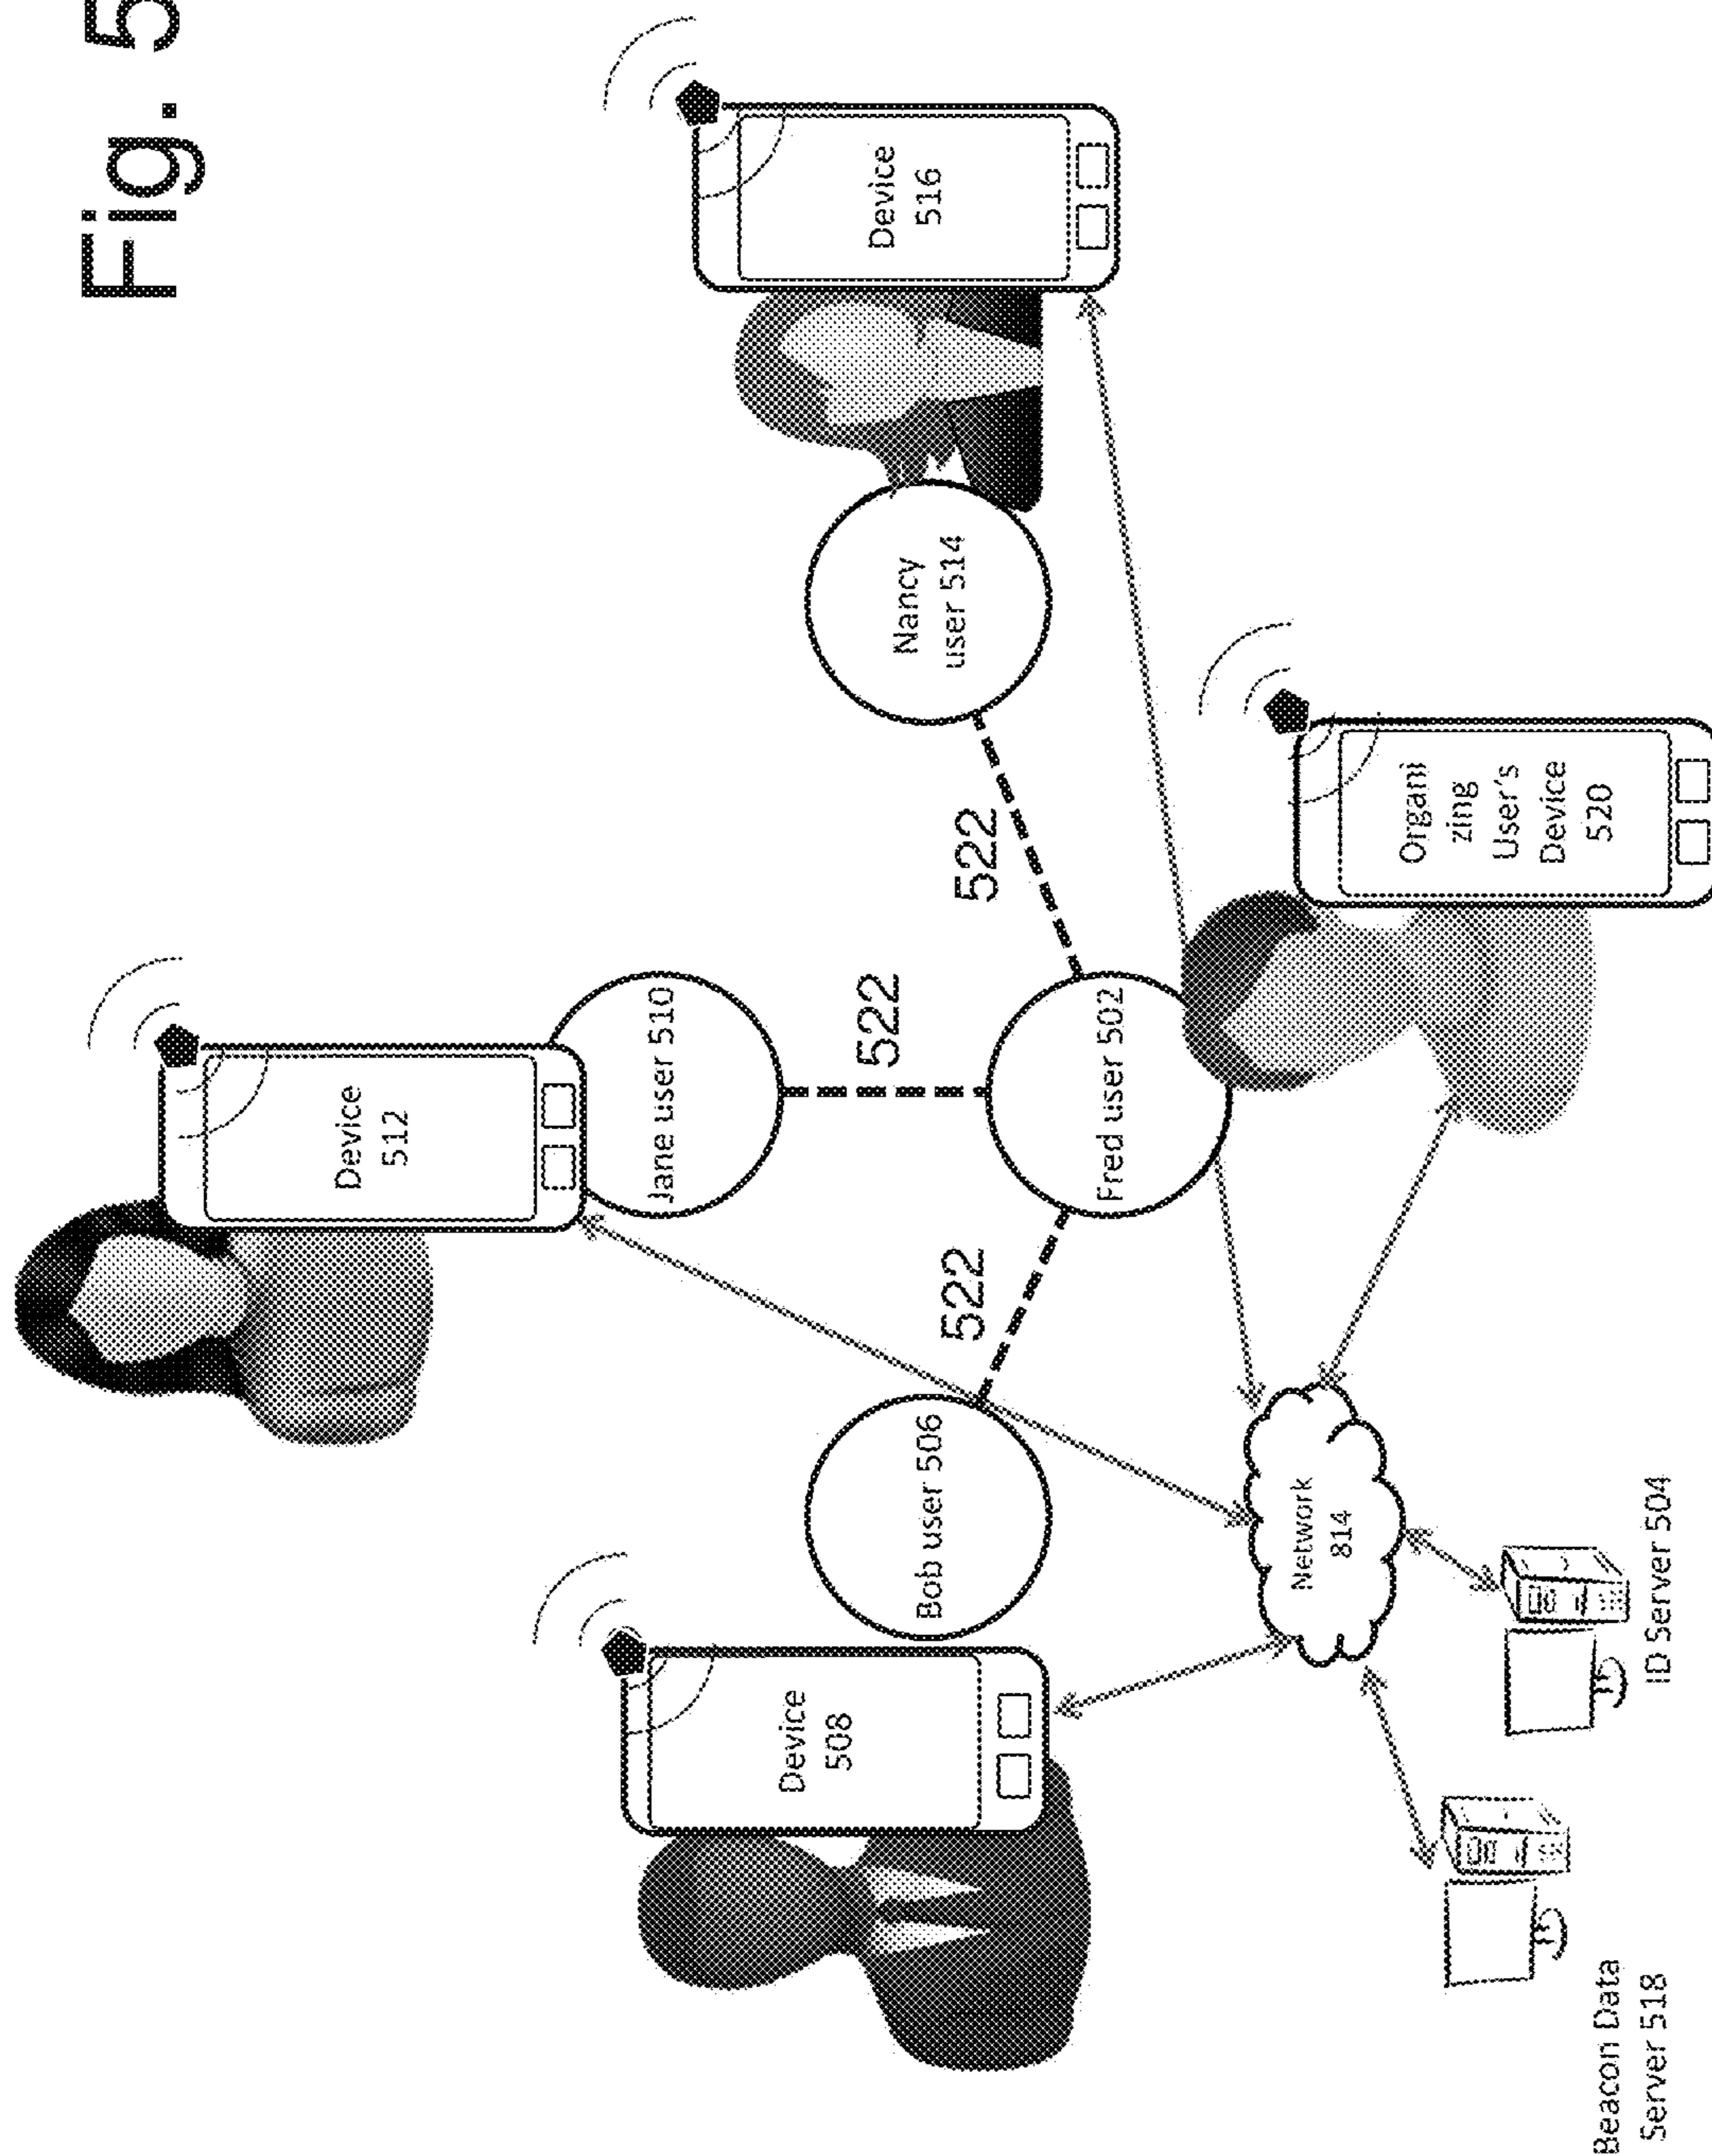 Fig. 5
Device
512
Jane user 510
522
Device
508
Bob user 506
522
522
Nancy
user 514
Device
516
Fred user 502
Network
814
Organi
zing
User's
Device
520
ID Server 504
Beacon Data
Server 518